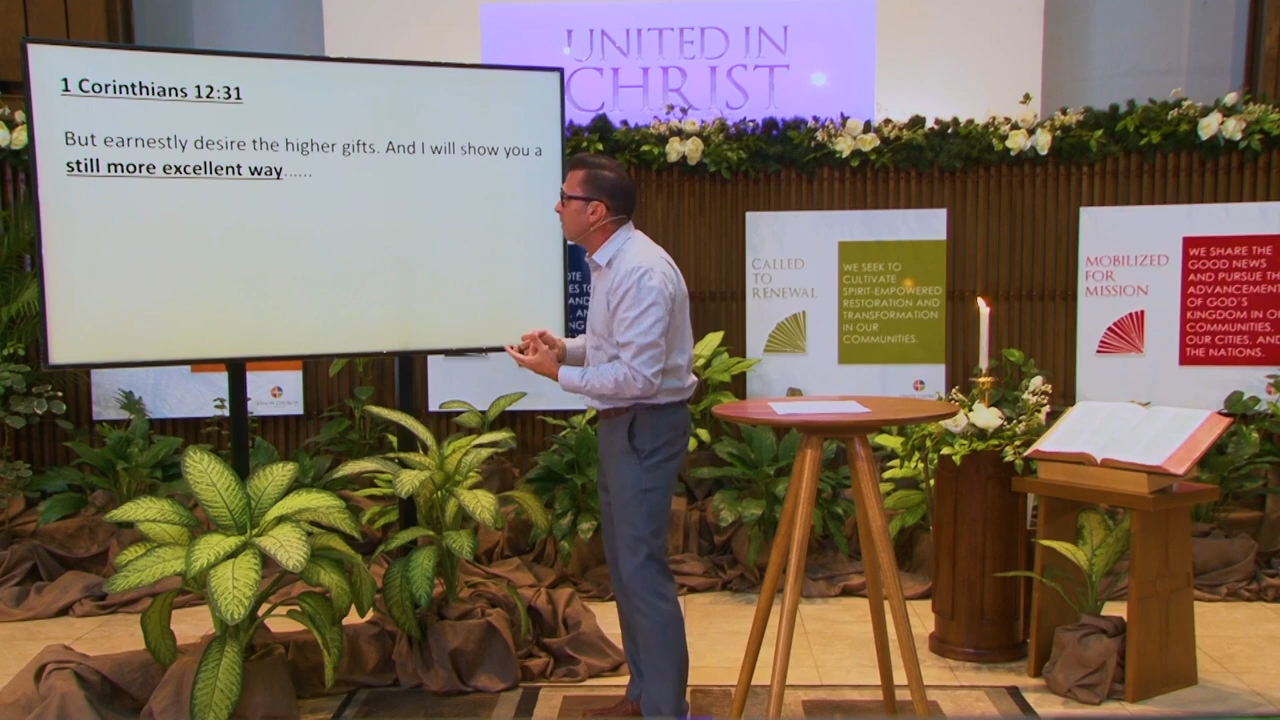 1 Corinthians 12:31
But earnestly desire the higher gifts. And I will show you a
still more excellent way......
UNITED IN
CHRIST
CALLED
TO
RENEWAL
WE SEEK TO
CULTIVATE
SPIRIT-EMPOWERED
RESTORATION AND
TRANSFORMATION
IN OUR
COMMUNITIES.
MOBILIZED
FOR
MISSION
WE SHARE THE
GOOD NEWS
AND PURSUE TH
ADVANCEMENT
OF GOD'S
KINGDOM IN O
COMMUNITIES,
OUR CITIES, AND
THE NATIONS.